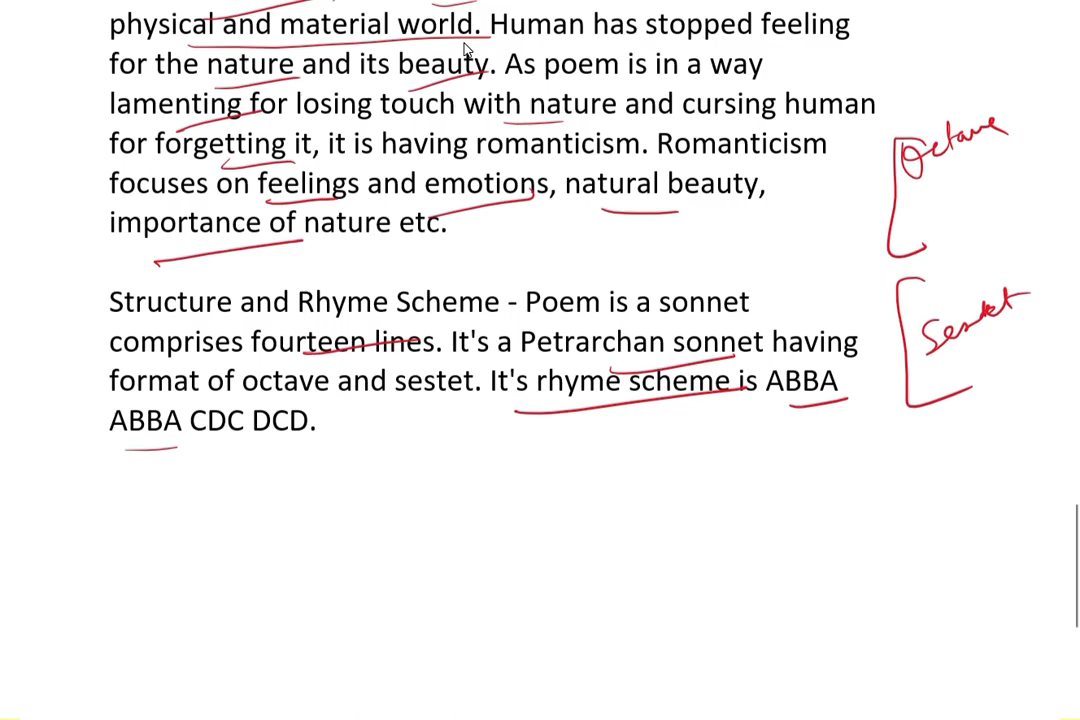 physical and material world. Human has stopped feeling
for the nature and its beauty. As poem is in a way
lamenting for losing touch with nature and cursing human
for forgetting it, it is having romanticism. Romanticism
focuses on feelings and emotions, natural beauty,
importance of nature etc.
Octave
Structure and Rhyme Scheme - Poem is a sonnet
comprises fourteen lines. It's a Petrarchan sonnet having
format of octave and sestet. It's rhyme scheme is ABBA
ABBA CDC DCD.
Sestet